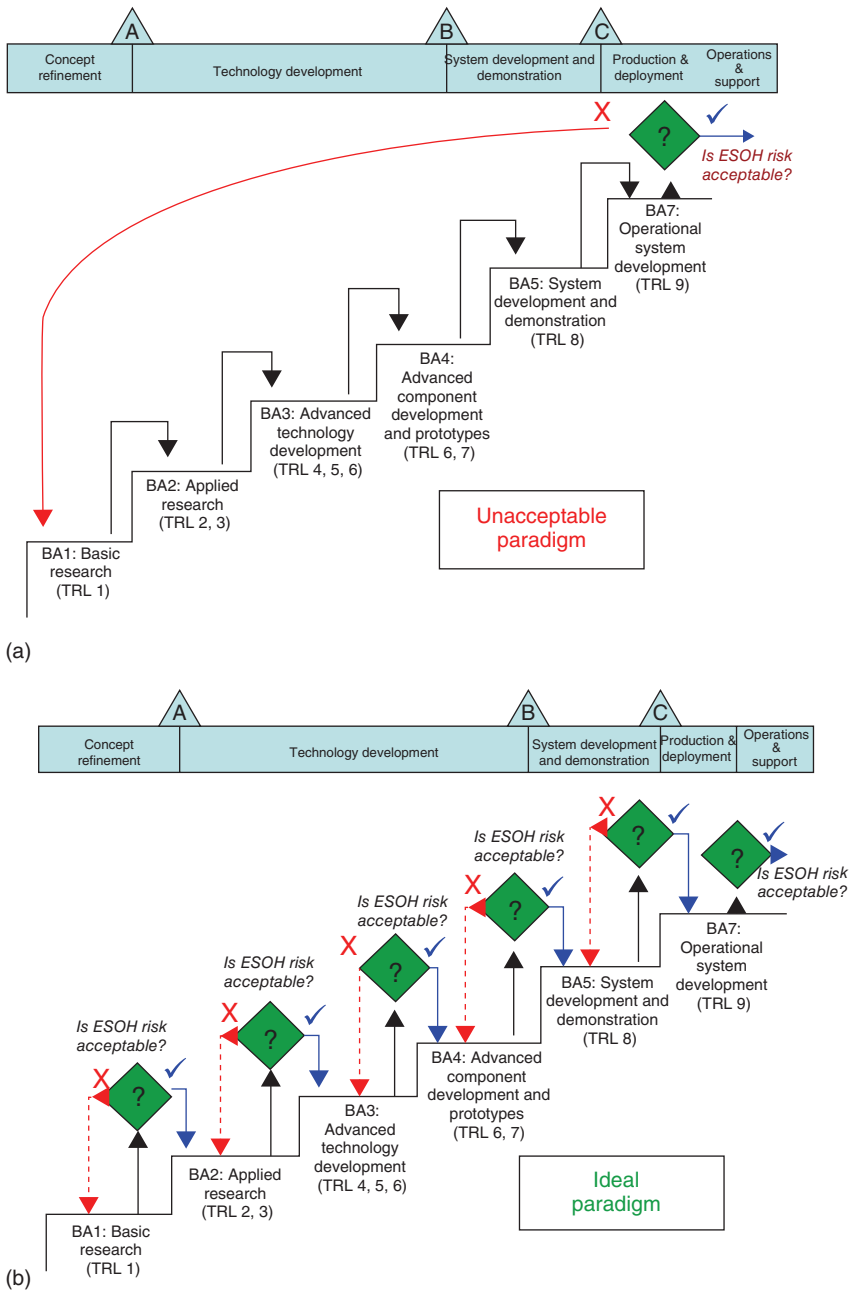 A
B
C
Concept
refinement
Technology development
System development and
demonstration
Production &
deployment
Operations
&
support
X
?
✓
Is ESOH risk
acceptable?
BA7:
Operational
system
development
(TRL 9)
BA5: System
development and
demonstration
(TRL 8)
BA4:
Advanced
component
development
and prototypes
(TRL 6, 7)
BA3: Advanced
technology
development
(TRL 4, 5, 6)
BA2: Applied
research
(TRL 2, 3)
BA1: Basic
research
(TRL 1)
Unacceptable
paradigm
(a)
A
B
C
Concept
refinement
Technology development
System development
and demonstration
Production &
deployment
Operations
&
support
X
?
✓
?
✓
Is ESOH risk
acceptable?
Is ESOH risk
acceptable?
X
?
✓
Is ESOH risk
acceptable?
X
?
✓
Is ESOH risk
acceptable?
X
?
✓
Is ESOH risk
acceptable?
X
?
✓
BA7:
Operational
system
development
(TRL 9)
BA5: System
development and
demonstration
(TRL 8)
BA4: Advanced
component
development and
prototypes
(TRL 6, 7)
BA3:
Advanced
technology
development
(TRL 4, 5, 6)
BA2: Applied
research
(TRL 2, 3)
BA1: Basic
research
(TRL 1)
Ideal
paradigm
(b)